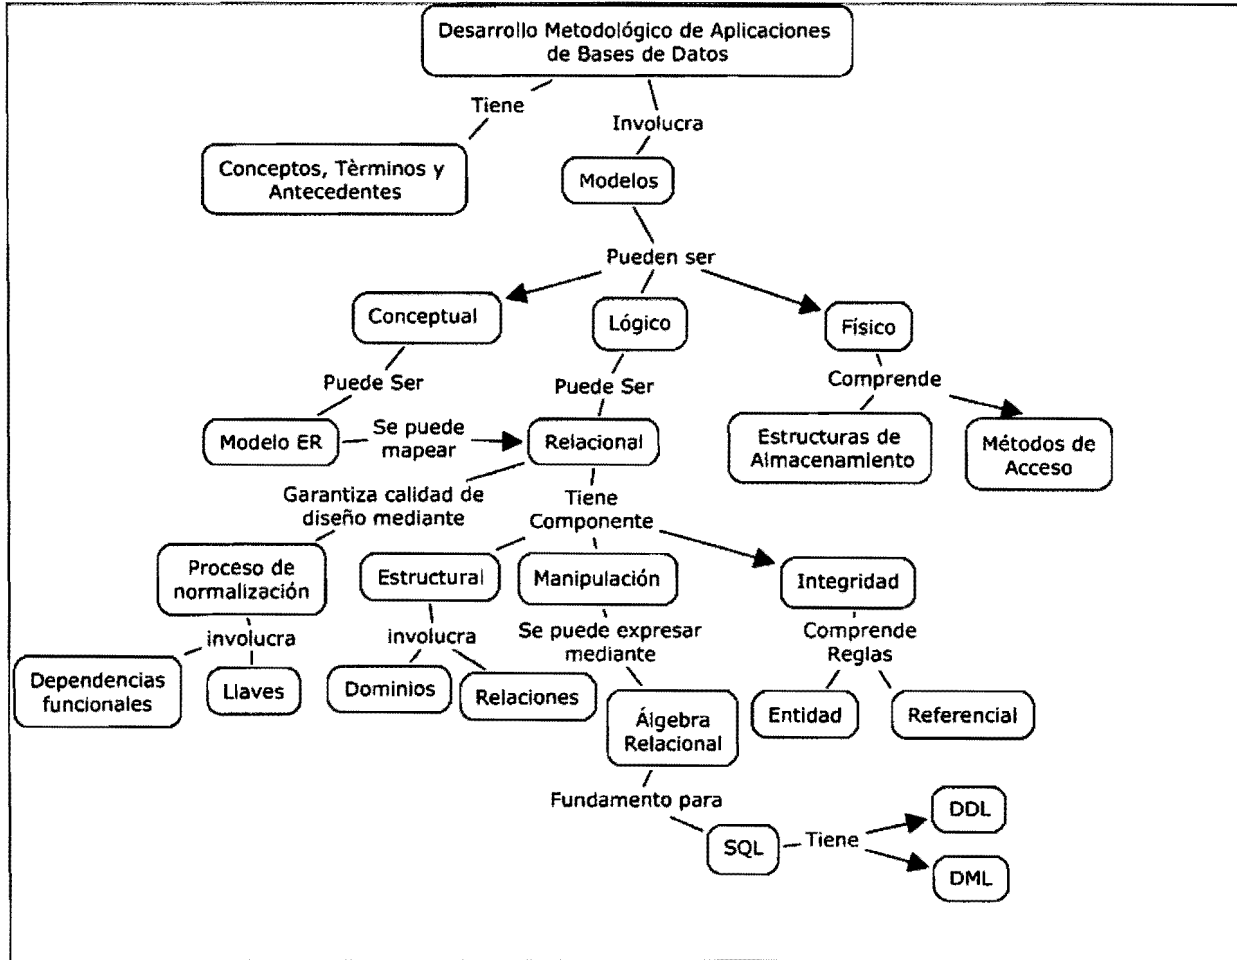 Desarrollo Metodológico de Aplicaciones
de Bases de Datos
Tiene
Involucra
Conceptos, Tèrminos y
Antecedentes
Modelos
Pueden ser
Conceptual
Lógico
Físico
Puede Ser
Puede Ser
Comprende
Modelo ER
Se puede
mapear
Relacional
Estructuras de
Almacenamiento
Métodos de
Acceso
Garantiza calidad de
diseño mediante
Tiene
Componente
Proceso de
normalización
Estructural
Manipulación
Integridad
involucra
involucra
Se puede expresar
mediante
Comprende
Reglas
Dependencias
funcionales
Llaves
Dominios
Relaciones
Álgebra
Relacional
Entidad
Referencial
Fundamento para
SQL
Tiene
DDL
DML